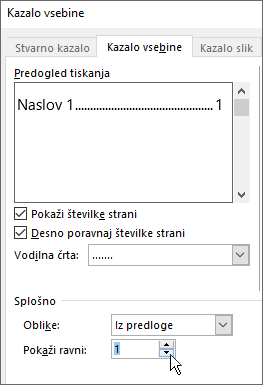 Kazalo vsebine
Stvarno kazalo Kazalo vsebine Kazalo slik
Predogled tiskanja
Naslov 1.................................................. 1
Pokaži številke strani
Desno poravnaj številke strani
Vodilna črta: .......
Splošno
Oblike: Iz predloge
Pokaži ravni: 1